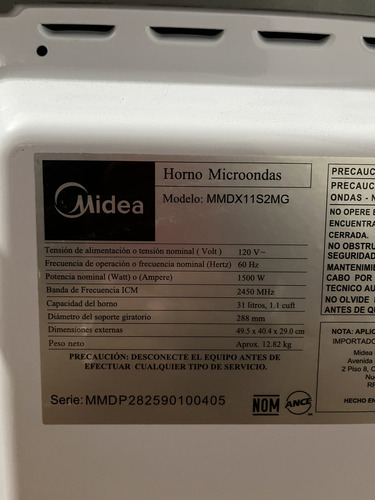 Midea
Horno Microondas
Modelo: MMDX11S2MG
Tensión de alimentación o tensión nominal ( Volt ) 120 V~
Frecuencia de operación o frecuencia nominal (Hertz) 60 Hz
Potencia nominal (Watt) o (Ampere) 1500 W
Banda de Frecuencia ICM 2450 MHz
Capacidad del horno 31 litros, 1.1 cuft
Diámetro del soporte giratorio 288 mm
Dimensiones externas 49.5 x 40.4 x 29.0 cm
Peso neto Aprox. 12.82 kg
PRECAUCIÓN: DESCONECTE EL EQUIPO ANTES DE
EFECTUAR CUALQUIER TIPO DE SERVICIO.
Serie: MMDP282590100405
NOM ANCE
PRECAUC
PRECAUC
ONDAS - N
NO OPERE
ENCUENTRA
CERRADA.
NO OBSTRU
SEGURIDAD
MANTENIMI
CABO POR
TECNICO AU
NO OLVIDE
ANTES DE QU
NOTA: APLIC
IMPORTADO
Midea
Avenida
2 Piso 8, C
Nu
RF
HECHO EN